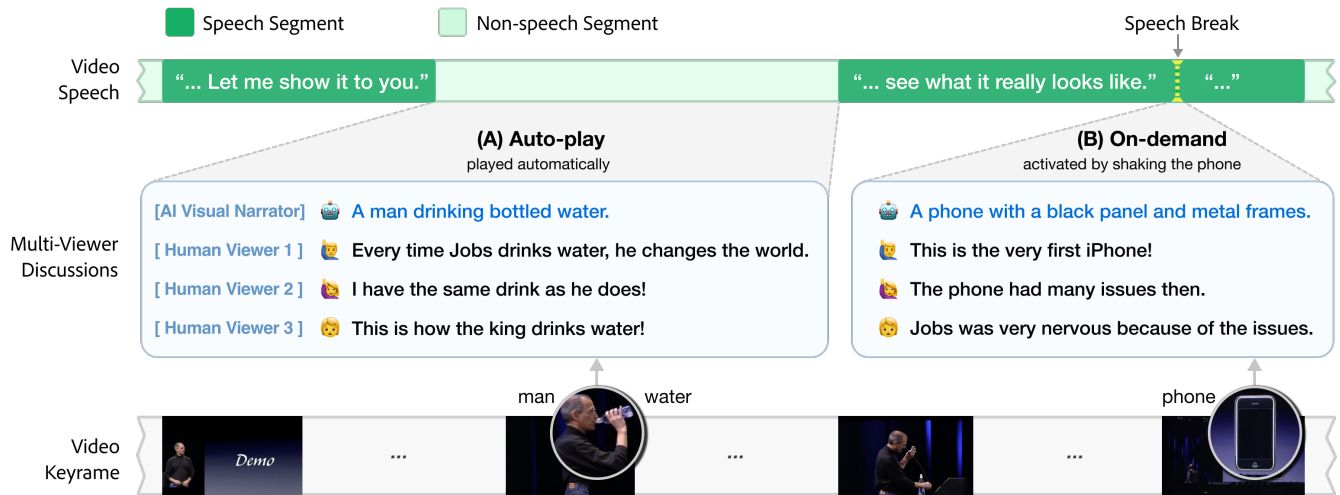 Speech Segment
Non-speech Segment
Speech Break
Video
Speech
“... Let me show it to you.”
“... see what it really looks like.”
“...”
(A) Auto-play
played automatically
(B) On-demand
activated by shaking the phone
Multi-Viewer
Discussions
[AI Visual Narrator] A man drinking bottled water.
[ Human Viewer 1 ] Every time Jobs drinks water, he changes the world.
[ Human Viewer 2 ] I have the same drink as he does!
[ Human Viewer 3 ] This is how the king drinks water!
A phone with a black panel and metal frames.
This is the very first iPhone!
The phone had many issues then.
Jobs was very nervous because of the issues.
man
water
phone
Video
Keyrame
Demo
...
...
...